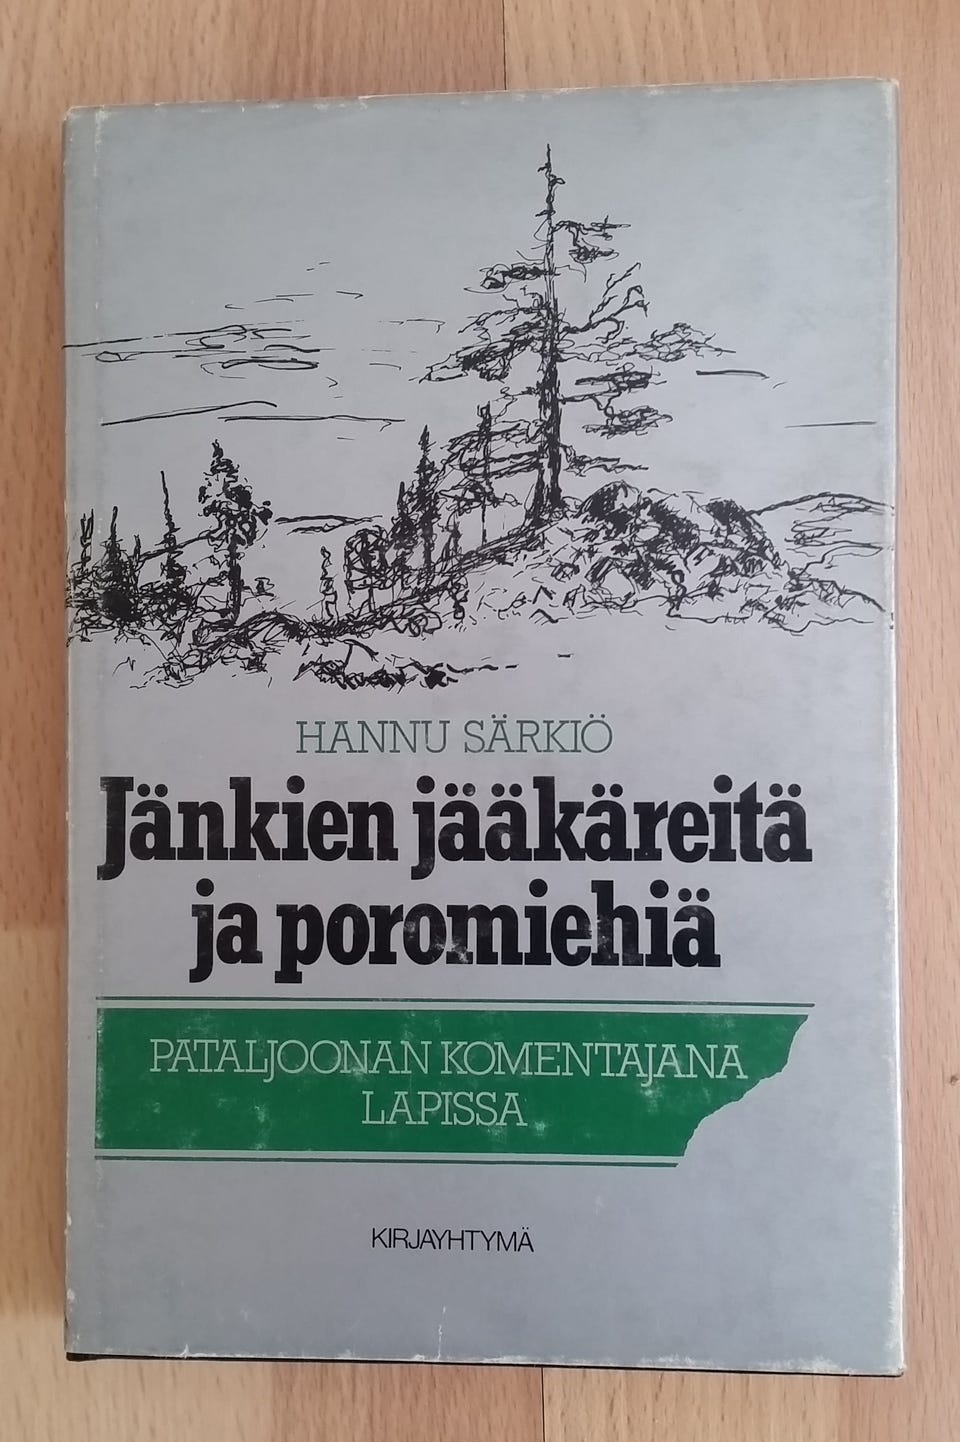 HANNU SÄRKIÖ
Jänkien jääkäreitä
ja poromiehiä
PATALJOONAN KOMENTAJANA
LAPISSA
KIRJAYHTYMÄ